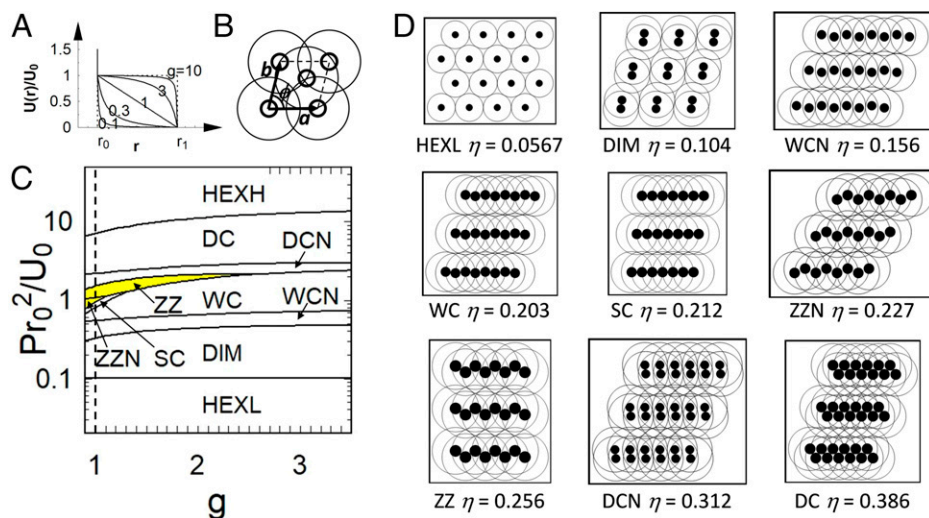 A
U(r)/U₀
1.5
1
0.5
0
g=10
3
1
0.3
0.1
r₀
r
r₁
B
b
φ
a
C
Pr₀²/U₀
10
1
0.1
HEXH
DC
DCN
ZZ
WC
WCN
ZZN
SC
DIM
HEXL
1
2
3
g
D
HEXL η = 0.0567
DIM η = 0.104
WCN η = 0.156
WC η = 0.203
SC η = 0.212
ZZN η = 0.227
ZZ η = 0.256
DCN η = 0.312
DC η = 0.386